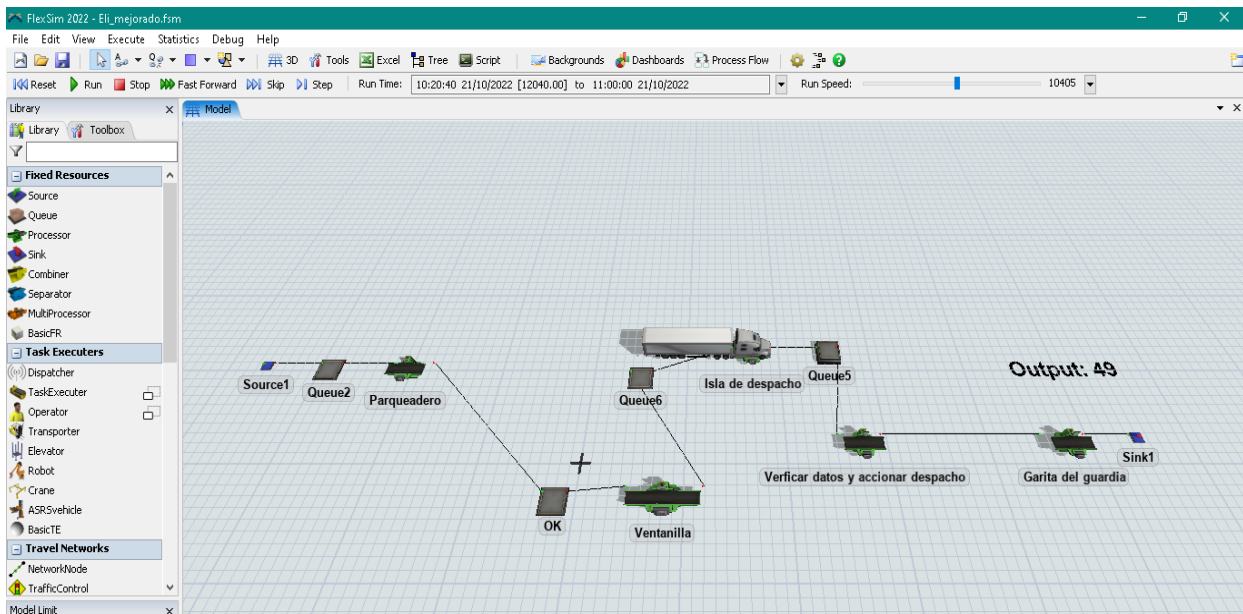 FlexSim 2022 - Eli_mejorado.fsm
File Edit View Execute Statistics Debug Help
3D Tools Excel Tree Script Backgrounds Dashboards Process Flow
Reset Run Stop Fast Forward Skip Step Run Time: 10:20:40 21/10/2022 [12040.00] to 11:00:00 21/10/2022 Run Speed: 10405
Library
Model
Library Toolbox
Fixed Resources
Source
Queue
Processor
Sink
Combiner
Separator
MultiProcessor
BasicFR
Task Executers
Dispatcher
TaskExecuter
Operator
Transporter
Elevator
Robot
Crane
ASRSvehicle
BasicTE
Travel Networks
NetworkNode
TrafficControl
Model Limit
Source1
Queue2
Parqueadero
OK
Ventanilla
Queue6
Isla de despacho
Queue5
Output: 49
Verficar datos y accionar despacho
Garita del guardia
Sink1